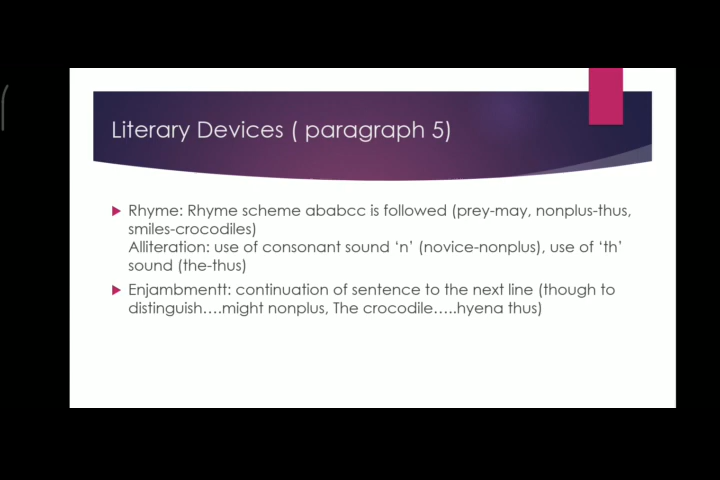 Literary Devices ( paragraph 5)
Rhyme: Rhyme scheme ababcc is followed (prey-may, nonplus-thus,
smiles-crocodiles)
Alliteration: use of consonant sound ‘n’ (novice-nonplus), use of ‘th’
sound (the-thus)
Enjambmentt: continuation of sentence to the next line (though to
distinguish….might nonplus, The crocodile…..hyena thus)